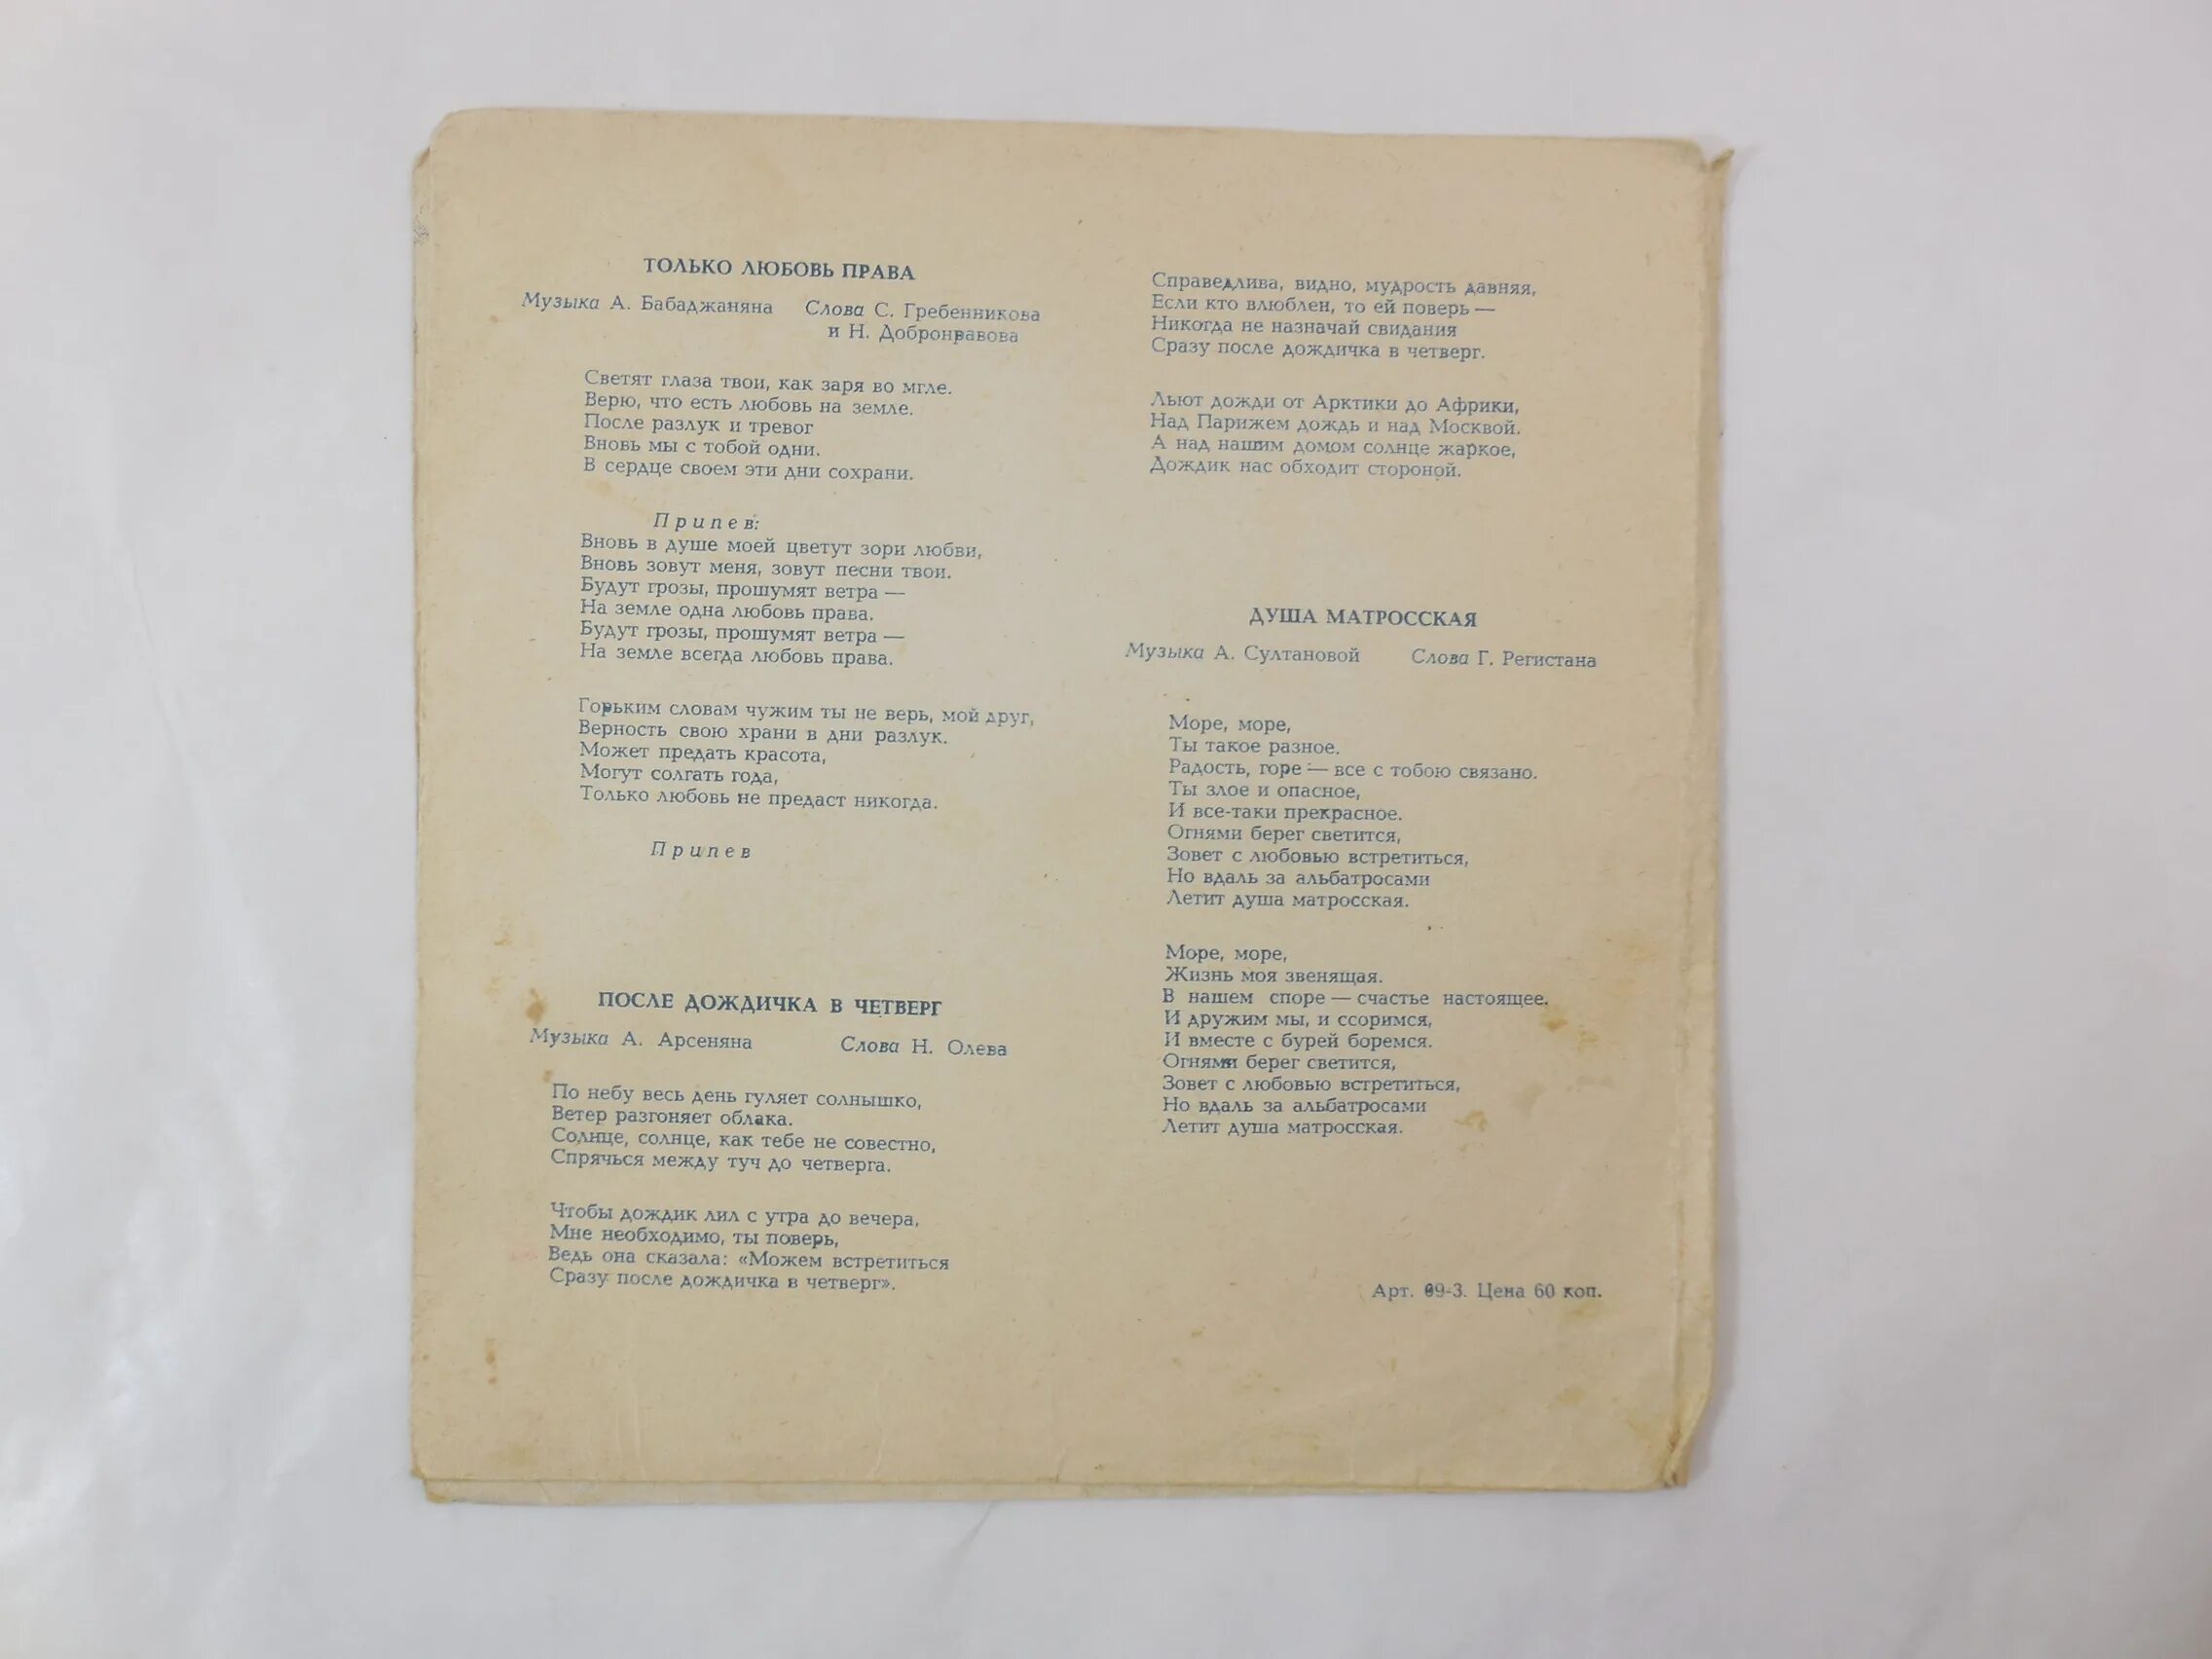 ТОЛЬКО ЛЮБОВЬ ПРАВА
Музыка А. Бабаджаняна Слова С. Гребенникова
и Н. Добронравова
Светят глаза твои, как заря во мгле.
Верю, что есть любовь на земле.
После разлук и тревог
Вновь мы с тобой одни.
В сердце своем эти дни сохрани.
Припев:
Вновь в душе моей цветут зори любви,
Вновь зовут меня, зовут песни твои.
Будут грозы, прошумят ветра —
На земле одна любовь права.
Будут грозы, прошумят ветра —
На земле всегда любовь права.
Горьким словам чужим ты не верь, мой друг,
Верность свою храни в дни разлук.
Может предать красота,
Могут солгать года,
Только любовь не предаст никогда.
Припев
ПОСЛЕ ДОЖДИЧКА В ЧЕТВЕРГ
Музыка А. Арсеняна Слова Н. Олева
По небу весь день гуляет солнышко,
Ветер разгоняет облака.
Солнце, солнце, как тебе не совестно,
Спрячься между туч до четверга.
Чтобы дождик лил с утра до вечера,
Мне необходимо, ты поверь,
Ведь она сказала: «Можем встретиться
Сразу после дождичка в четверг».
Справедлива, видно, мудрость давняя,
Если кто влюблен, то ей поверь —
Никогда не назначай свидания
Сразу после дождичка в четверг.
Льют дожди от Арктики до Африки,
Над Парижем дождь и над Москвой.
А над нашим домом солнце жаркое,
Дождик нас обходит стороной.
ДУША МАТРОССКАЯ
Музыка А. Султановой Слова Г. Регистана
Море, море,
Ты такое разное.
Радость, горе — все с тобою связано.
Ты злое и опасное,
И все-таки прекрасное.
Огнями берег светится,
Зовет с любовью встретиться,
Но вдаль за альбатросами
Летит душа матросская.
Море, море,
Жизнь моя звенящая.
В нашем споре — счастье настоящее.
И дружим мы, и ссоримся,
И вместе с бурей боремся.
Огнями берег светится,
Зовет с любовью встретиться,
Но вдаль за альбатросами
Летит душа матросская.
Арт. 09-3. Цена 60 коп.